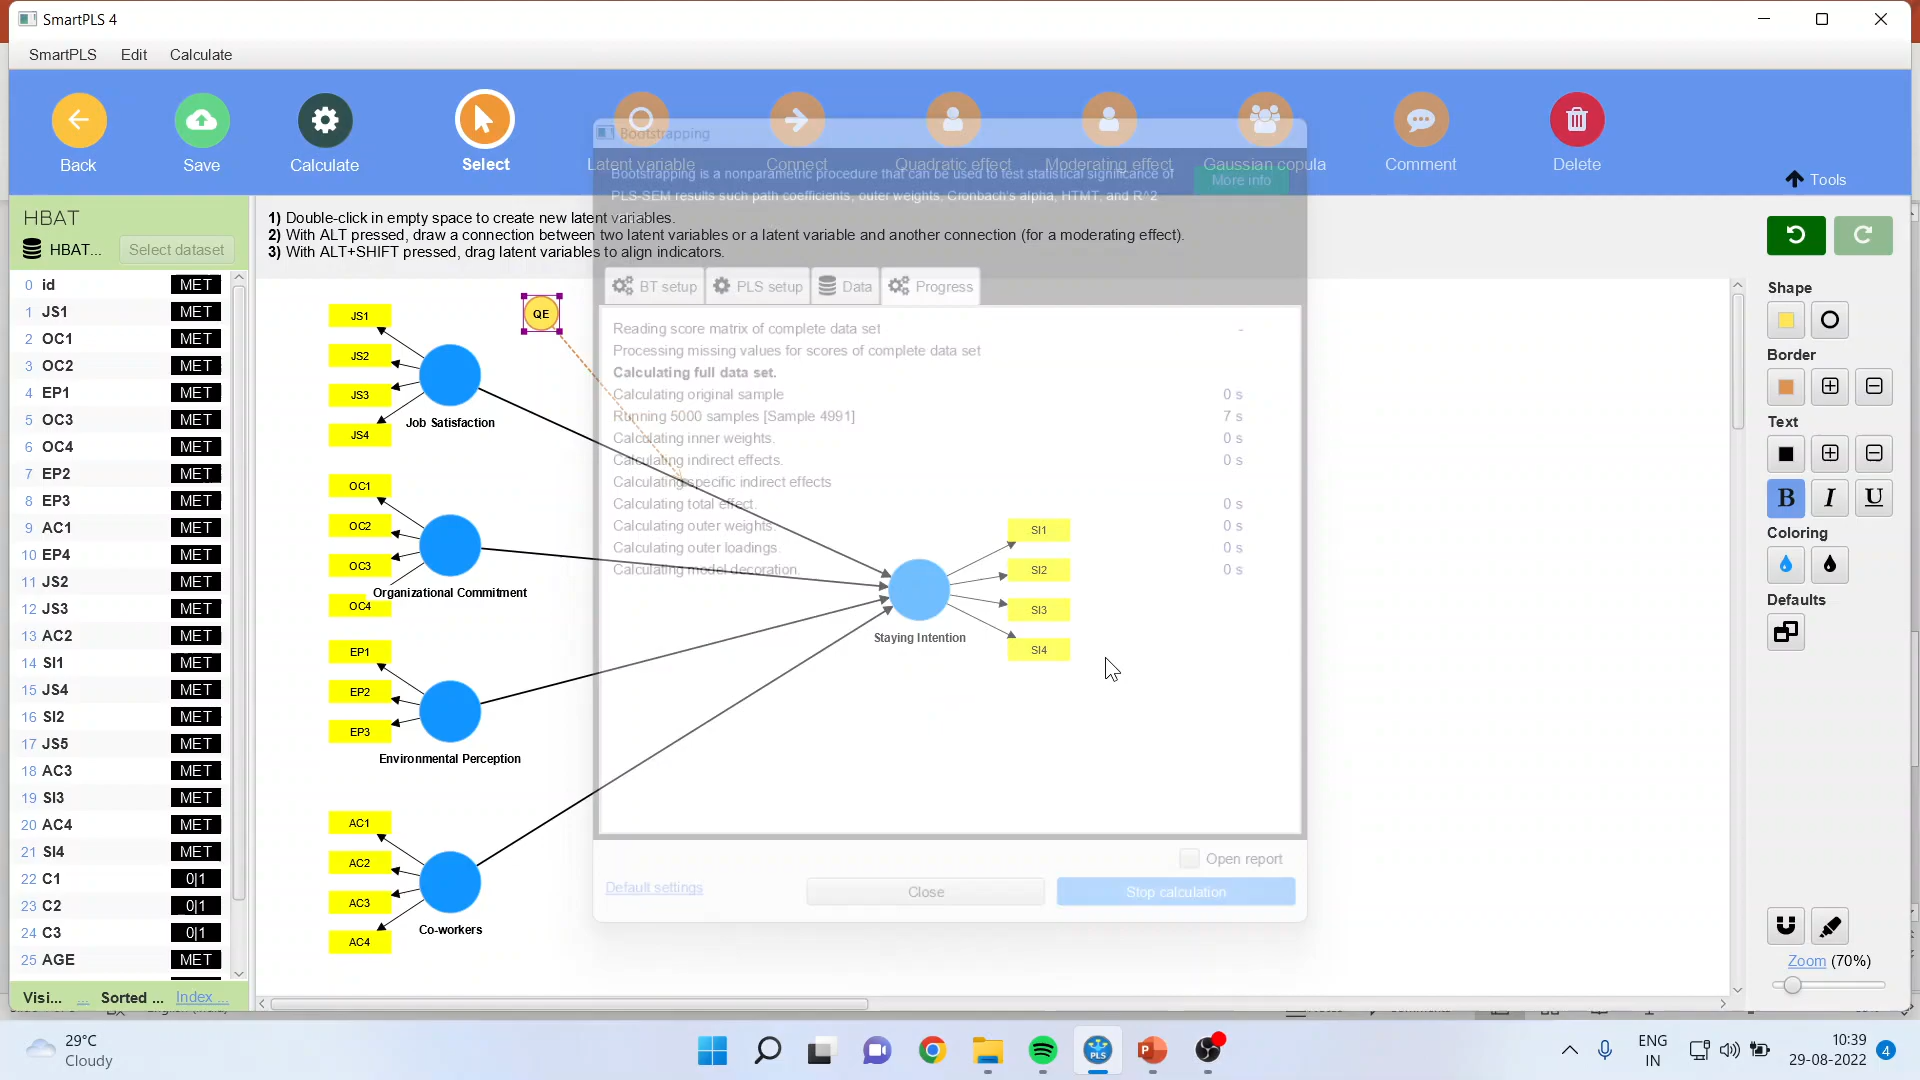 SmartPLS 4
SmartPLS Edit Calculate
Back Save Calculate Select Latent variable Connect Quadratic effect Moderating effect Gaussian copula Comment Delete
Tools
HBAT
HBAT... Select dataset
0 id MET
1 JS1 MET
2 OC1 MET
3 OC2 MET
4 EP1 MET
5 OC3 MET
6 OC4 MET
7 EP2 MET
8 EP3 MET
9 AC1 MET
10 EP4 MET
11 JS2 MET
12 JS3 MET
13 AC2 MET
14 SI1 MET
15 JS4 MET
16 SI2 MET
17 JS5 MET
18 AC3 MET
19 SI3 MET
20 AC4 MET
21 SI4 MET
22 C1 0|1
23 C2 0|1
24 C3 0|1
25 AGE MET
Visi... ... Sorted ... Index ...
1) Double-click in empty space to create new latent variables.
2) With ALT pressed, draw a connection between two latent variables or a latent variable and another connection (for a moderating effect).
3) With ALT+SHIFT pressed, drag latent variables to align indicators.
QE
JS1
JS2
JS3
JS4
Job Satisfaction
OC1
OC2
OC3
OC4
Organizational Commitment
EP1
EP2
EP3
Environmental Perception
AC1
AC2
AC3
AC4
Co-workers
SI1
SI2
SI3
SI4
Staying Intention
Bootstrapping
Bootstrapping is a nonparametric procedure that can be used to test statistical significance of
PLS-SEM results such path coefficients, outer weights, Cronbach's alpha, HTMT, and R^2
More info
BT setup PLS setup Data Progress
Reading score matrix of complete data set -
Processing missing values for scores of complete data set
Calculating full data set.
Calculating original sample 0 s
Running 5000 samples [Sample 4991] 7 s
Calculating inner weights. 0 s
Calculating indirect effects. 0 s
Calculating specific indirect effects
Calculating total effect. 0 s
Calculating outer weights. 0 s
Calculating outer loadings. 0 s
Calculating model decoration. 0 s
Open report
Default settings Close Stop calculation
Shape
Border
Text
B I U
Coloring
Defaults
Zoom (70%)
29°C
Cloudy
PLS
ENG
IN
10:39
29-08-2022
4